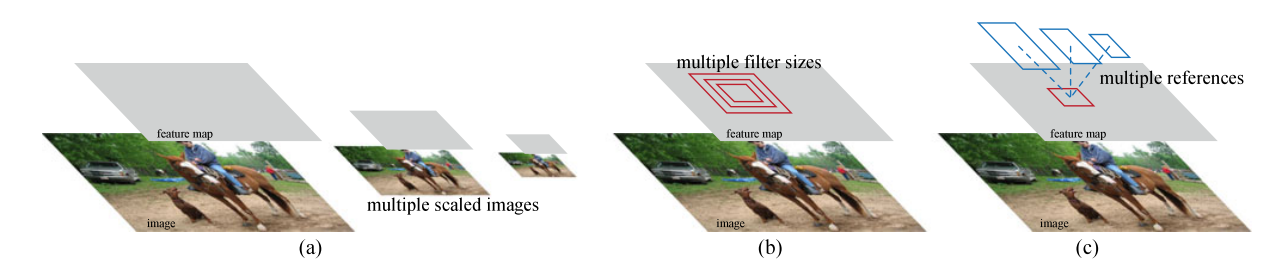 feature map
image
multiple scaled images
(a)
multiple filter sizes
feature map
image
(b)
multiple references
feature map
image
(c)